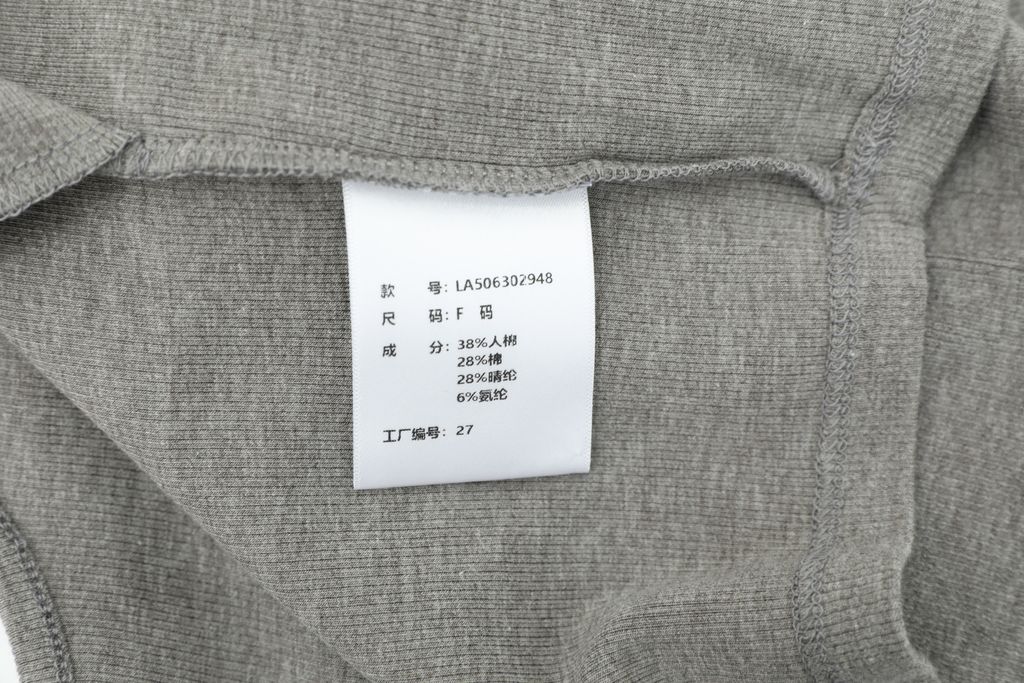 款 号: LA506302948
尺 码: F 码
成 分: 38%人棉
28%棉
28%晴纶
6%氨纶
工厂编号: 27